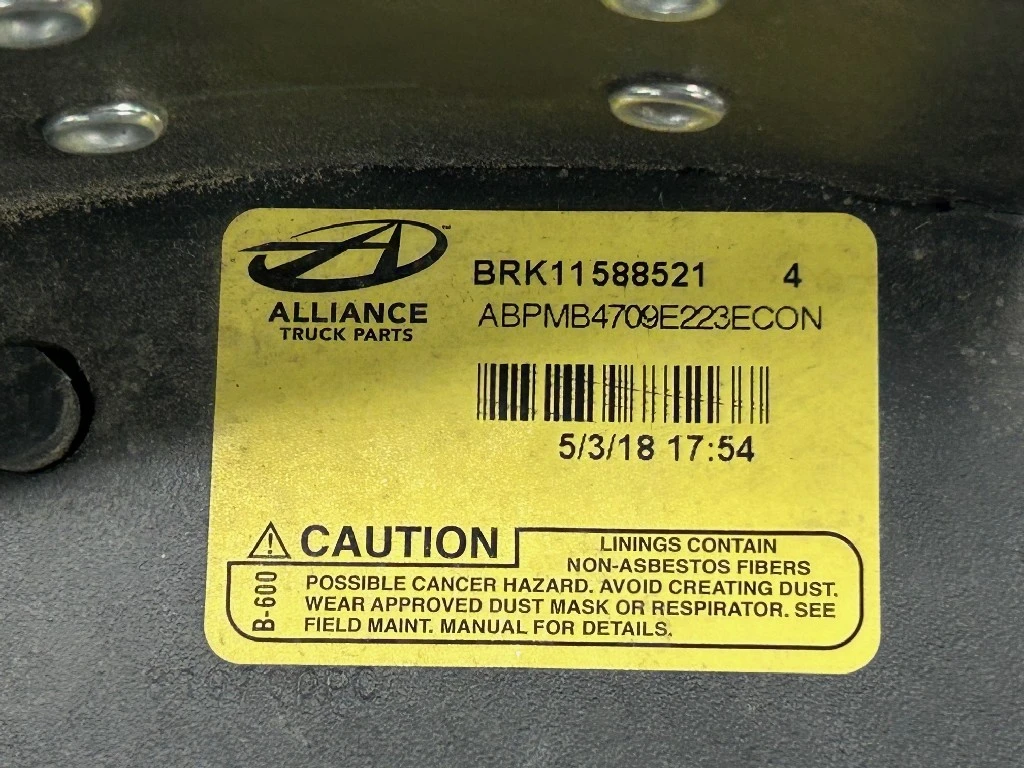 BRK11588521 4
ABPMB4709E223ECON
ALLIANCE
TRUCK PARTS
5/3/18 17:54
CAUTION
LININGS CONTAIN
NON-ASBESTOS FIBERS
B-600
POSSIBLE CANCER HAZARD. AVOID CREATING DUST.
WEAR APPROVED DUST MASK OR RESPIRATOR. SEE
FIELD MAINT. MANUAL FOR DETAILS.